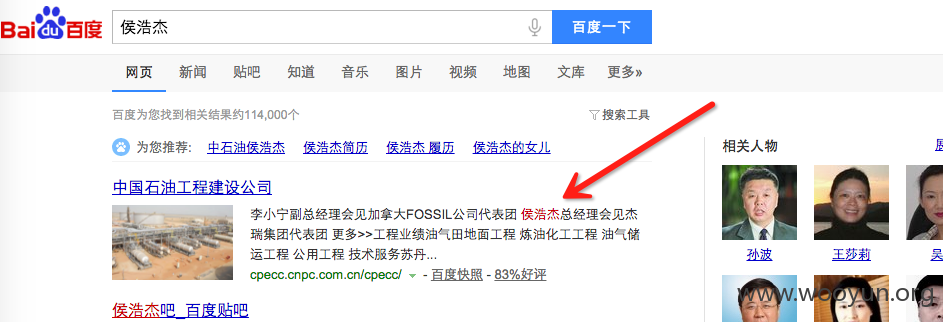 Bai du 百度
侯浩杰
百度一下
网页 新闻 贴吧 知道 音乐 图片 视频 地图 文库 更多»
百度为您找到相关结果约114,000个
搜索工具
为您推荐: 中石油侯浩杰 侯浩杰简历 侯浩杰 履历 侯浩杰的女儿
相关人物
中国石油工程建设公司
李小宁副总经理会见加拿大FOSSIL公司代表团 侯浩杰总经理会见杰
瑞集团代表团 更多>>工程业绩油气田地面工程 炼油化工工程 油气储
运工程 公用工程 技术服务苏丹...
cpecc.cnpc.com.cn/cpecc/ - 百度快照 - 83%好评
孙波 王莎莉
侯浩杰吧_百度贴吧
www.wooyun.org